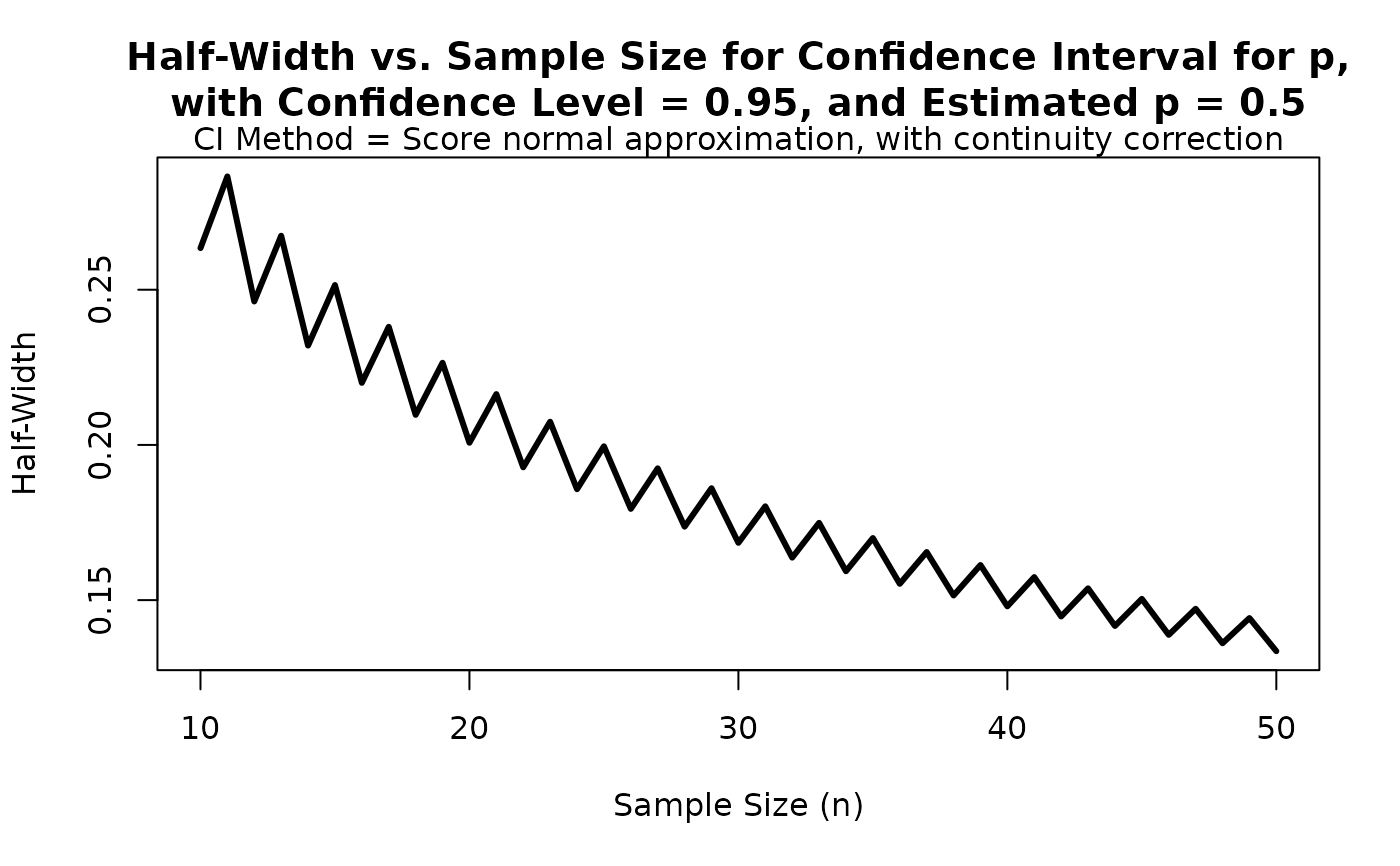 Half-Width vs. Sample Size for Confidence Interval for p,
with Confidence Level = 0.95, and Estimated p = 0.5
CI Method = Score normal approximation, with continuity correction
0.25
0.20
0.15
Half-Width
10 20 30 40 50
Sample Size (n)